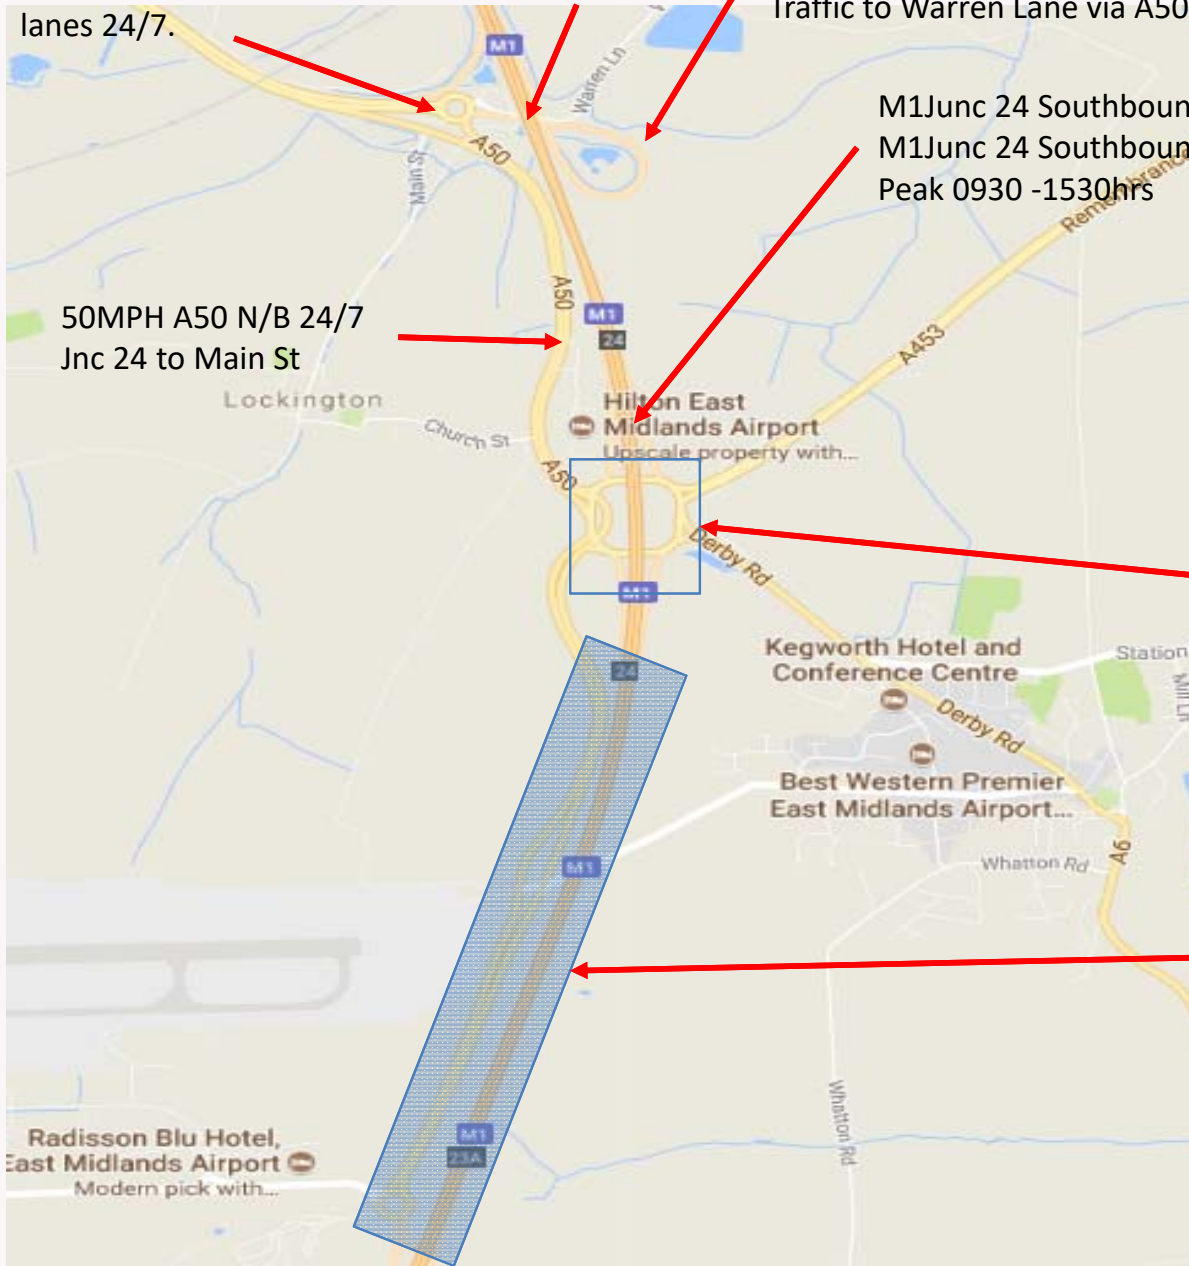 lanes 24/7.
Traffic to Warren Lane via A50
M1
Warren Ln
M1Junc 24 Southboun
M1Junc 24 Southboun
Peak 0930 -1530hrs
Remembrance
A50
Main St
A50
50MPH A50 N/B 24/7
Jnc 24 to Main St
M1
24
A453
Lockington
Church St
Hilton East
Midlands Airport
Upscale property with...
A50
Derby Rd
M1
Kegworth Hotel and
Conference Centre
Station
Mill Ln
24
Derby Rd
Best Western Premier
East Midlands Airport...
M1
Whatton Rd
A6
Whatton Rd
M1
23A
Radisson Blu Hotel,
East Midlands Airport
Modern pick with...